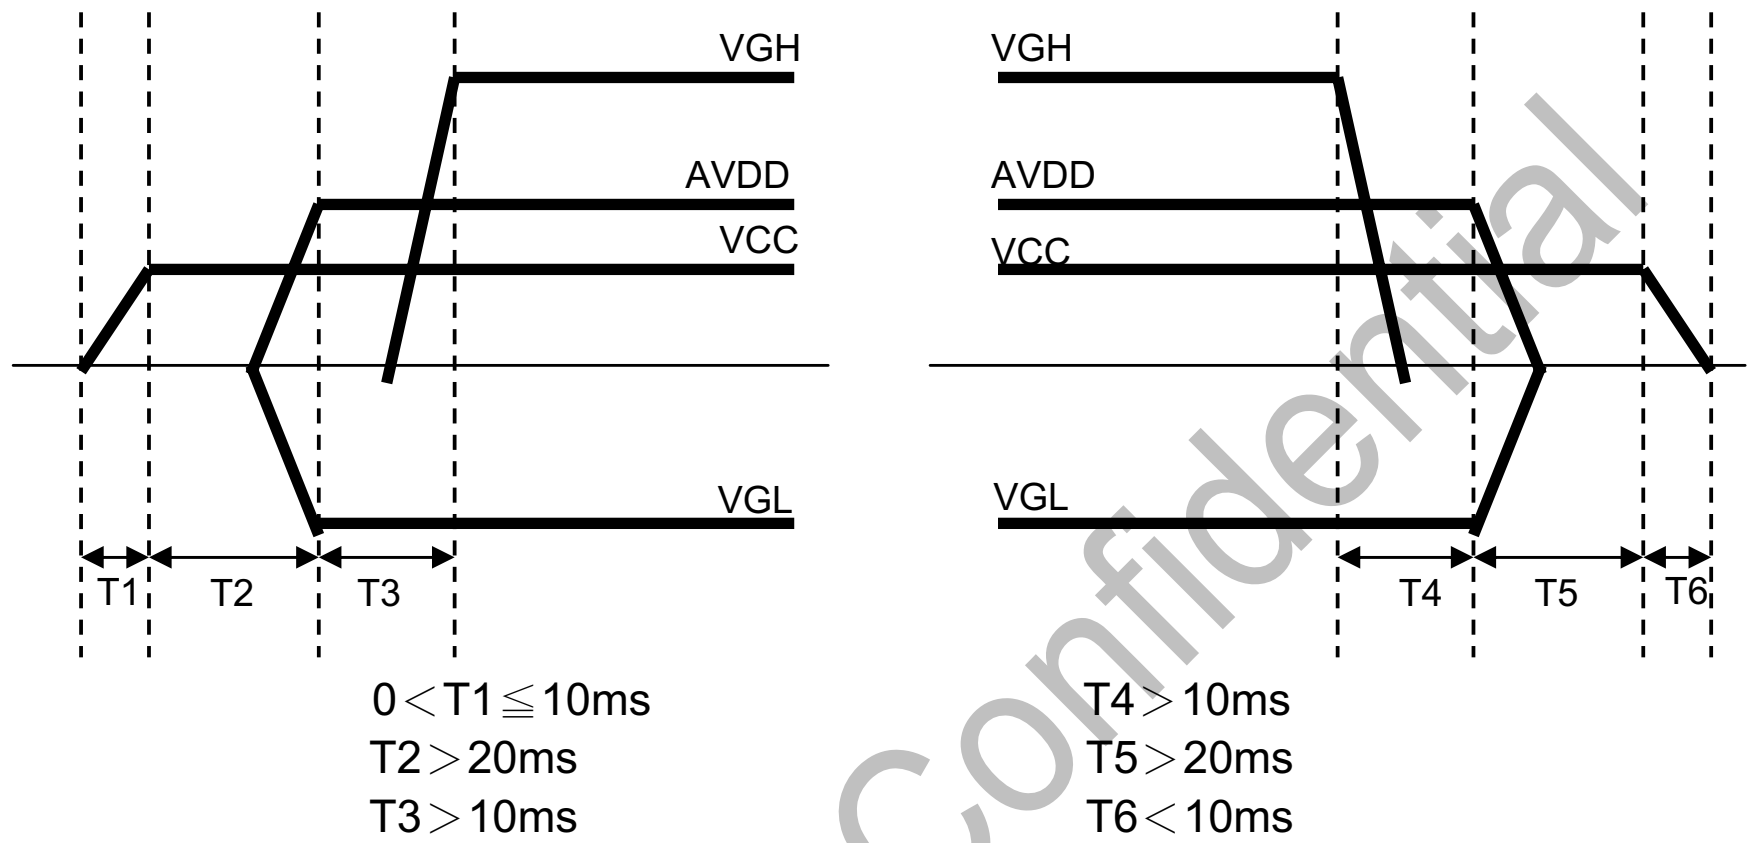 VGH
AVDD
VCC
VGL
T1
T2
T3
0＜T1≦10ms
T2＞20ms
T3＞10ms
VGH
AVDD
VCC
VGL
T4
T5
T6
T4＞10ms
T5＞20ms
T6＜10ms
Confidential